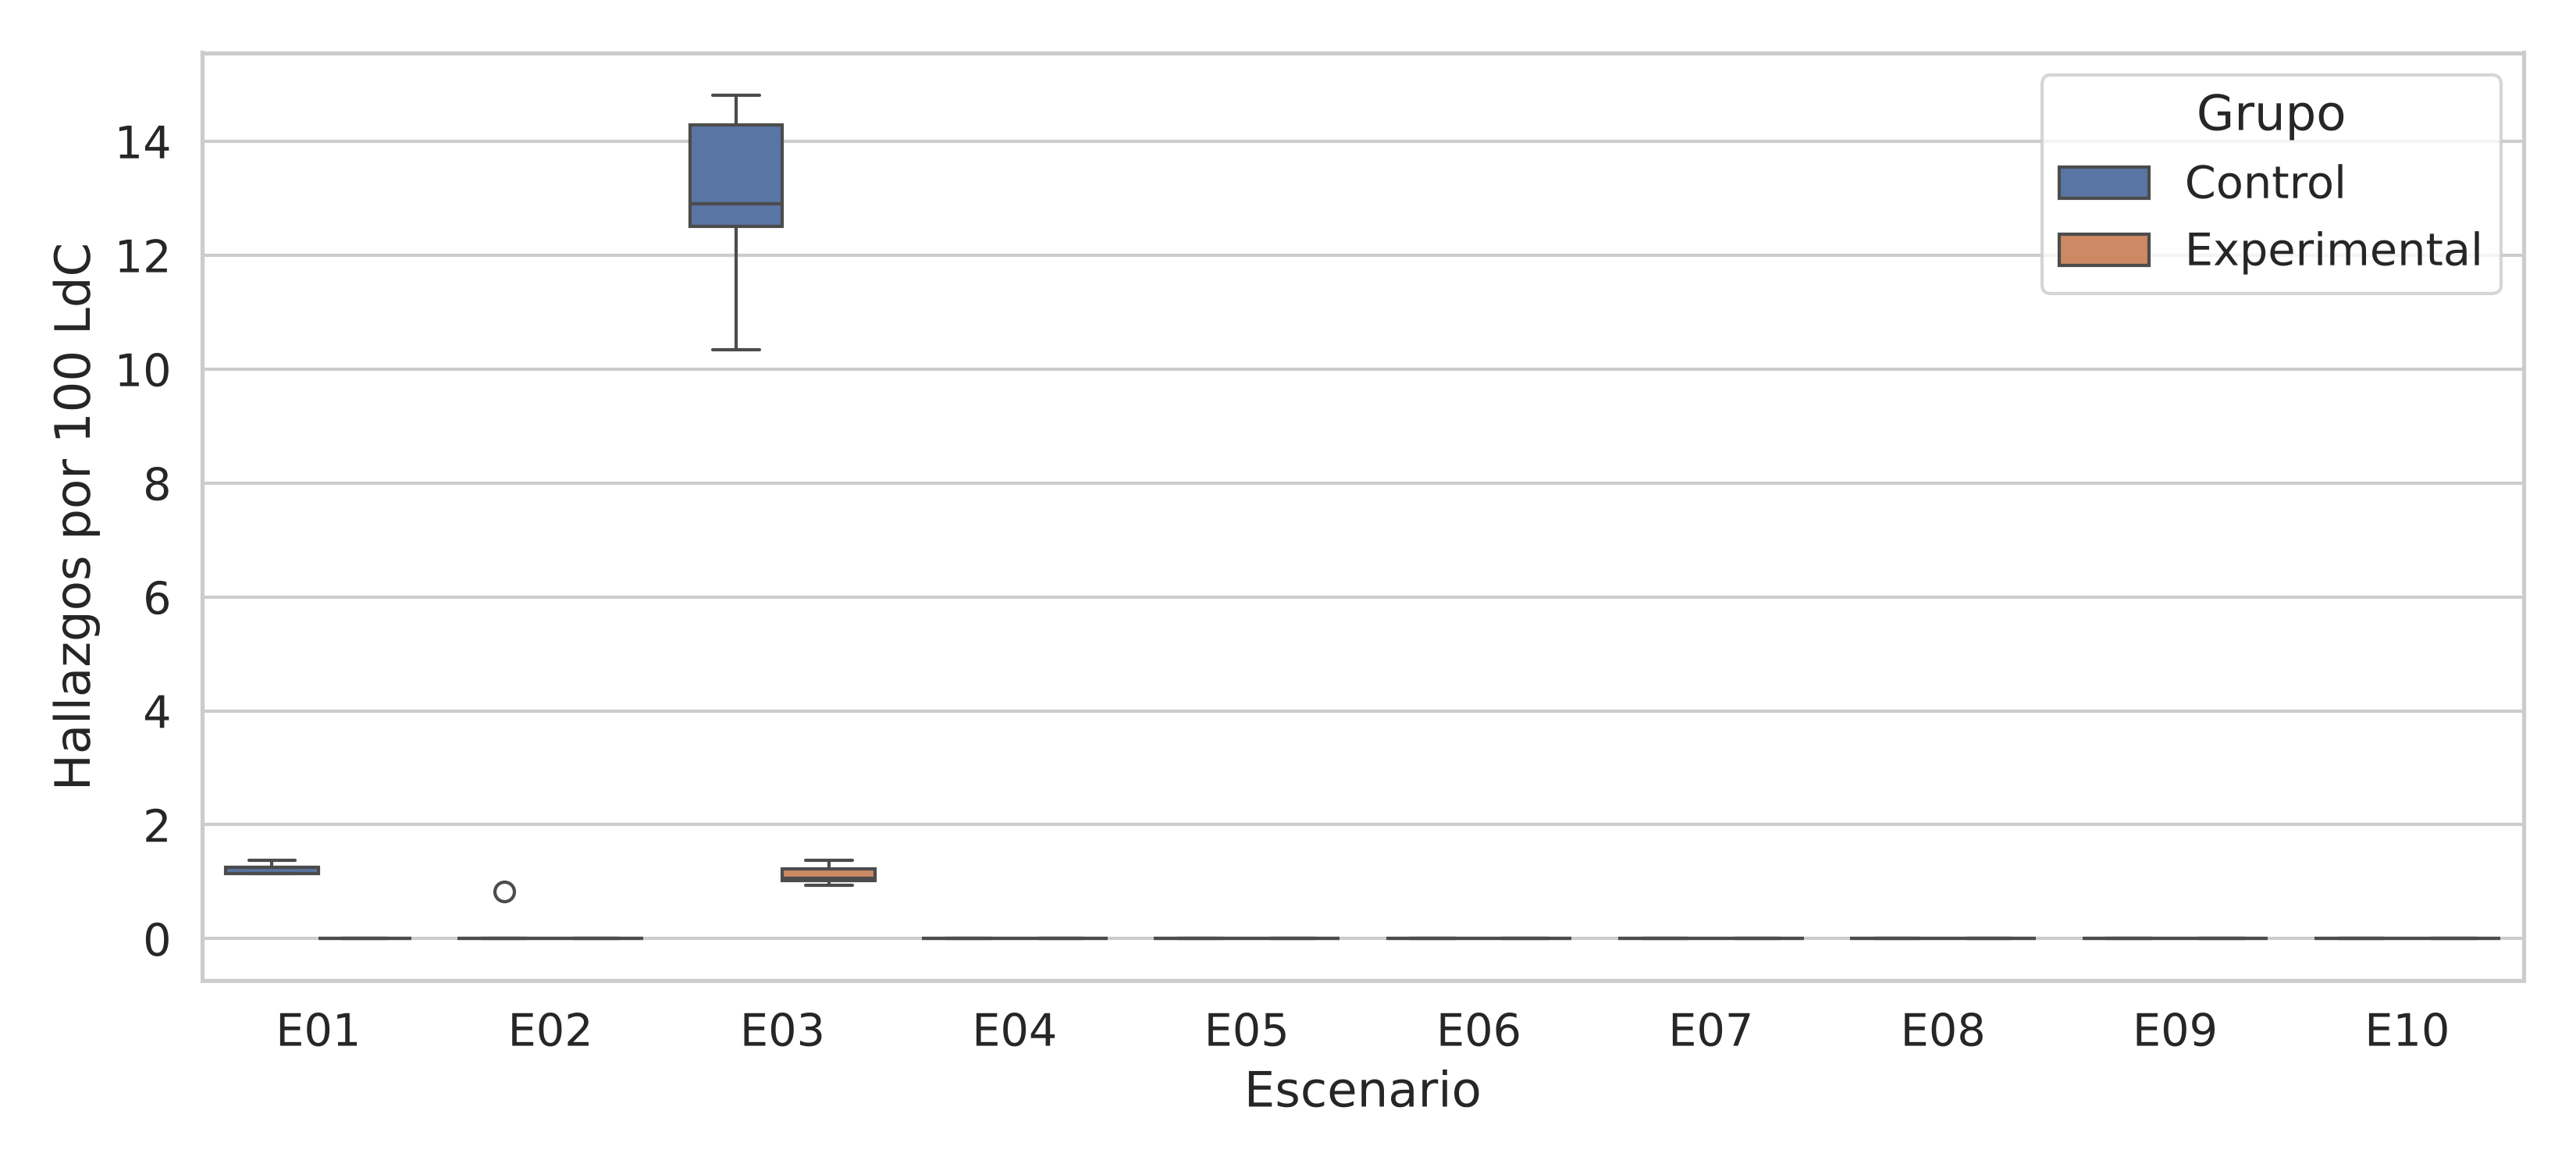 Grupo
Control
Experimental
Hallazgos por 100 LdC
14
12
10
8
6
4
2
0
E01 E02 E03 E04 E05 E06 E07 E08 E09 E10
Escenario